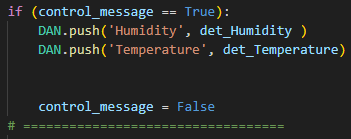 if (control_message == True):
    DAN.push('Humidity', det_Humidity )
    DAN.push('Temperature', det_Temperature)
    control_message = False
# ==================================